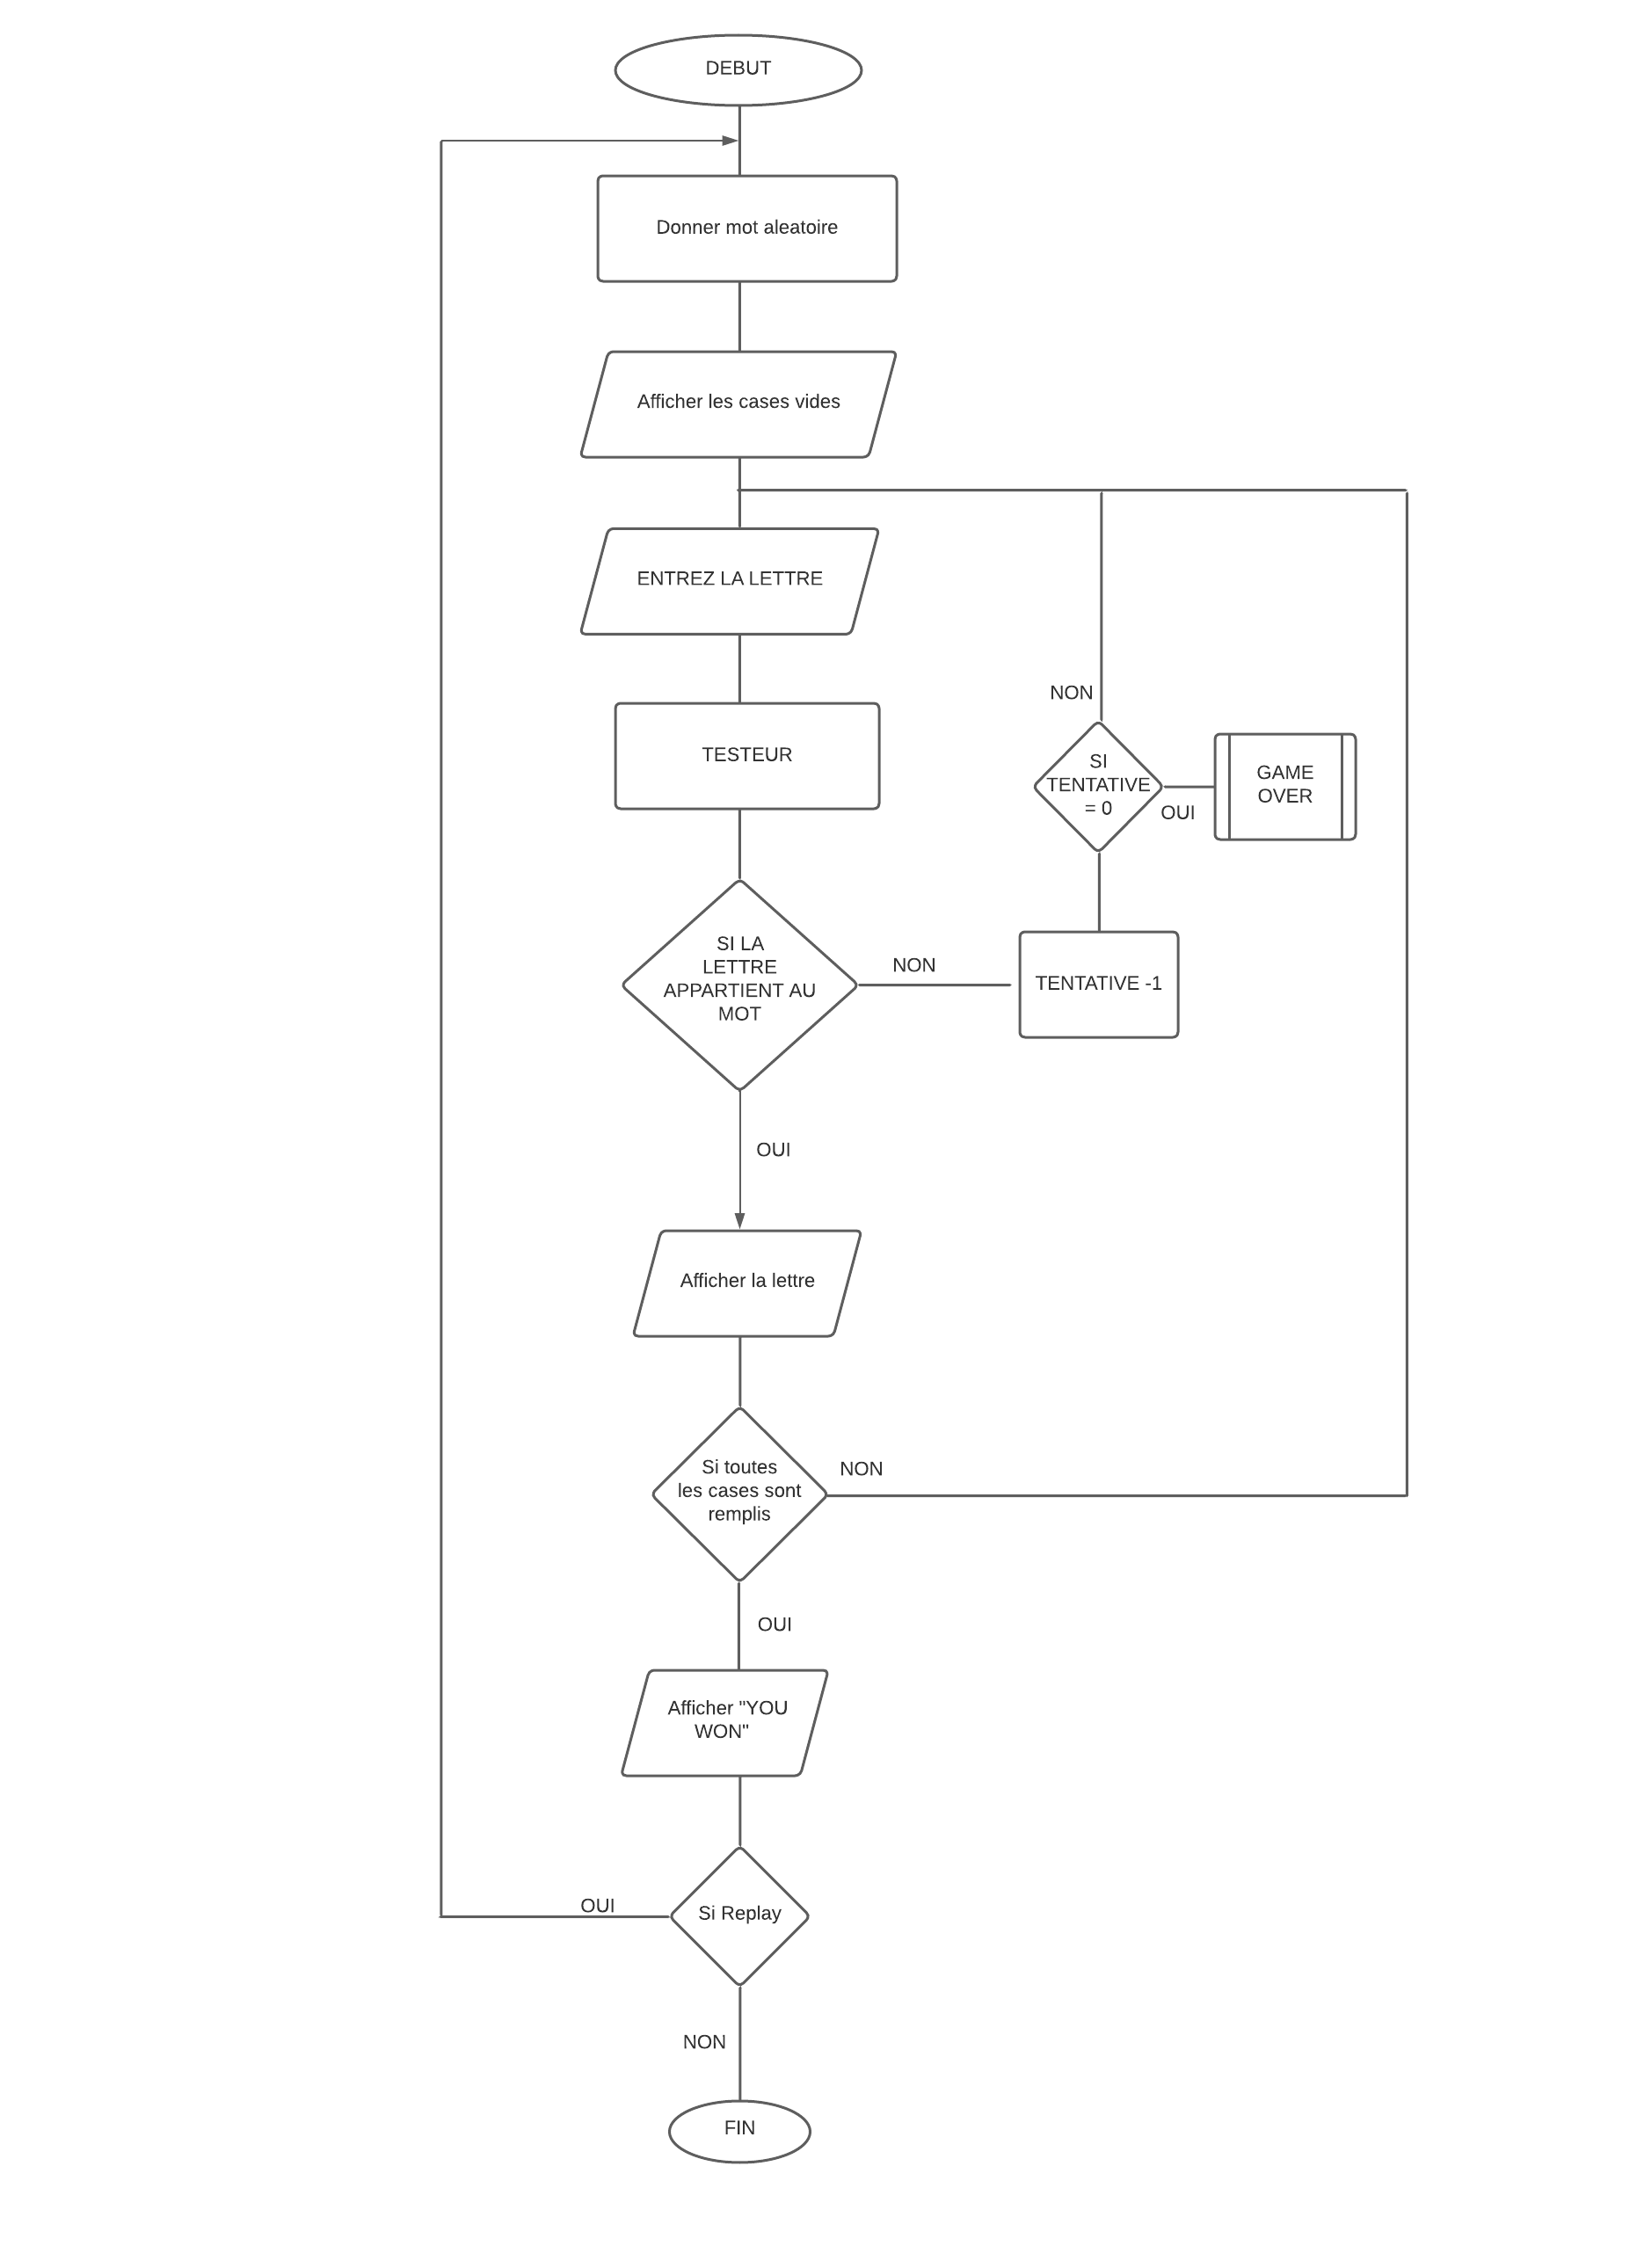 DEBUT
Donner mot aleatoire
Afficher les cases vides
ENTREZ LA LETTRE
NON
TESTEUR
SI
TENTATIVE
= 0
OUI
GAME
OVER
SI LA
LETTRE
APPARTIENT AU
MOT
NON
TENTATIVE -1
OUI
Afficher la lettre
Si toutes
les cases sont
remplis
NON
OUI
Afficher "YOU
WON"
OUI
Si Replay
NON
FIN